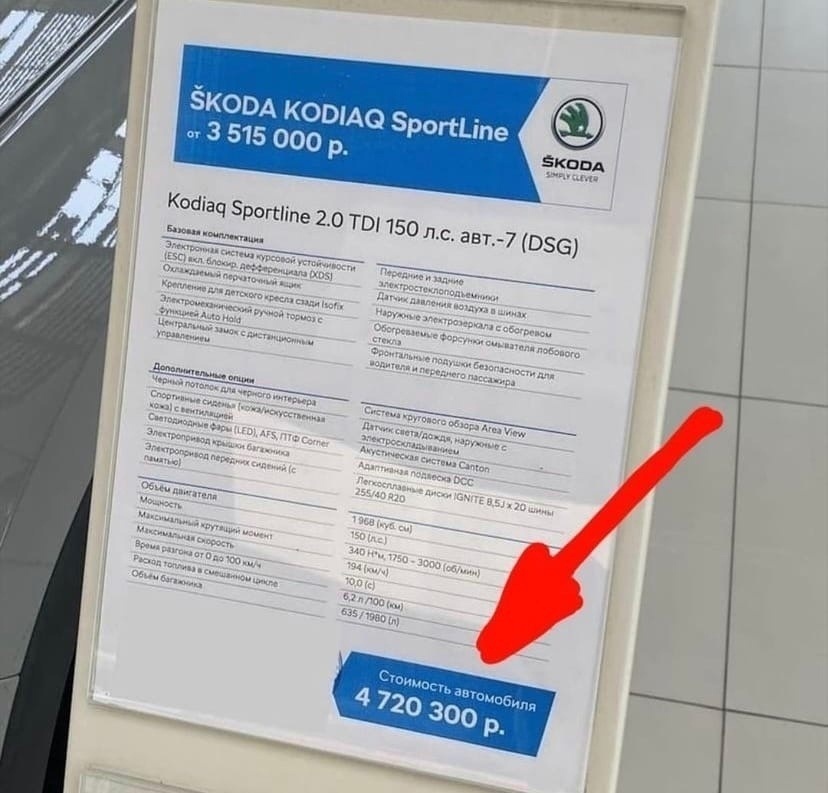 ŠKODA KODIAQ SportLine
от 3 515 000 р.
ŠKODA
SIMPLY CLEVER
Kodiaq Sportline 2.0 TDI 150 л.с. авт.-7 (DSG)
Базовая комплектация
Электронная система курсовой устойчивости
(ESC) вкл. блокир. дифференциала (XDS)
Охлаждаемый перчаточный ящик
Крепление для детского кресла сзади Isofix
Электромеханический ручной тормоз с
функцией Auto Hold
Центральный замок с дистанционным
управлением
Передние и задние
электростеклоподъемники
Датчик давления воздуха в шинах
Наружные электрозеркала с обогревом
Обогреваемые форсунки омывателя лобового
стекла
Фронтальные подушки безопасности для
водителя и переднего пассажира
Дополнительные опции
Черный потолок для черного интерьера
Спортивные сиденья (кожа/искусственная
кожа) с вентиляцией
Светодиодные фары (LED), AFS, ПТФ Corner
Электропривод крышки багажника
Электропривод передних сидений (с
памятью)
Система кругового обзора Area View
Датчик света/дождя, наружные с
электроскладыванием
Акустическая система Canton
Адаптивная подвеска DCC
Легкосплавные диски IGNITE 8,5J x 20 шины
255/40 R20
Объём двигателя 1 968 (куб. см)
Мощность 150 (л.с.)
Максимальный крутящий момент 340 Н*м, 1750 – 3000 (об/мин)
Максимальная скорость 194 (км/ч)
Время разгона от 0 до 100 км/ч 10,0 (с)
Расход топлива в смешанном цикле 6,2 л /100 (км)
Объём багажника 635 / 1980 (л)
Стоимость автомобиля
4 720 300 р.